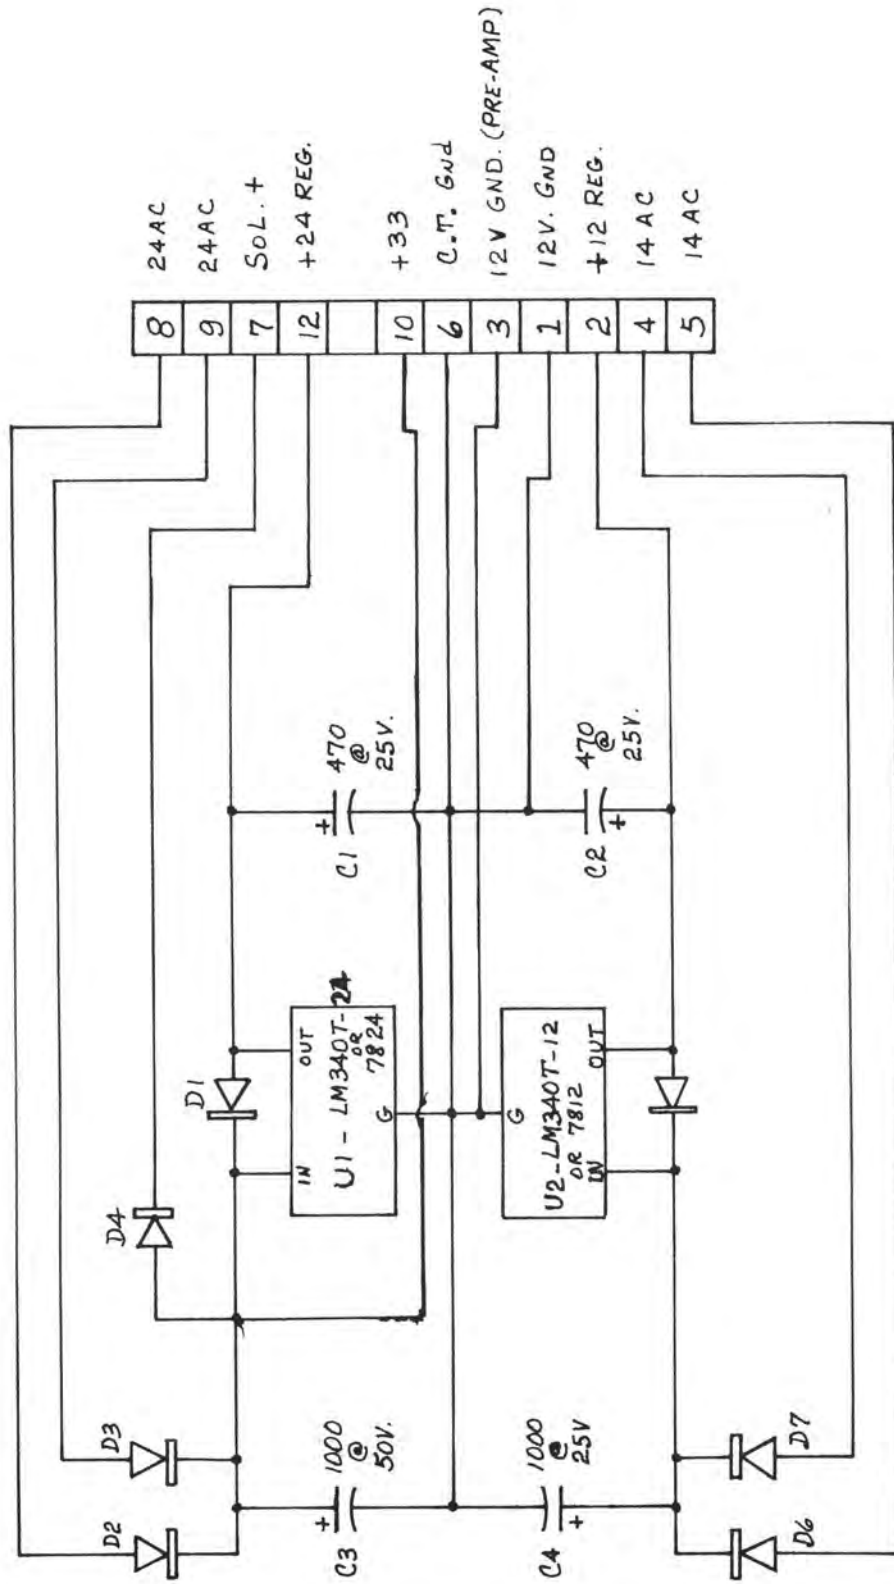 8 24AC
9 24AC
7 SOL. +
12 +24 REG.
10 +33
6 C.T. GNd
3 12V GND. (PRE-AMP)
1 12V. GND
2 +12 REG.
4 14 AC
5 14 AC
470
@
25V.
+
C1
470
@
25V.
+
C2
D1
OUT
U1 - LM340T-24
OR
7824
IN
G
G
OUT
U2-LM340T-12
OR 7812
IN
D4
D3
D2
1000
@
50V.
+
C3
1000
@
25V
+
C4
D7
D6